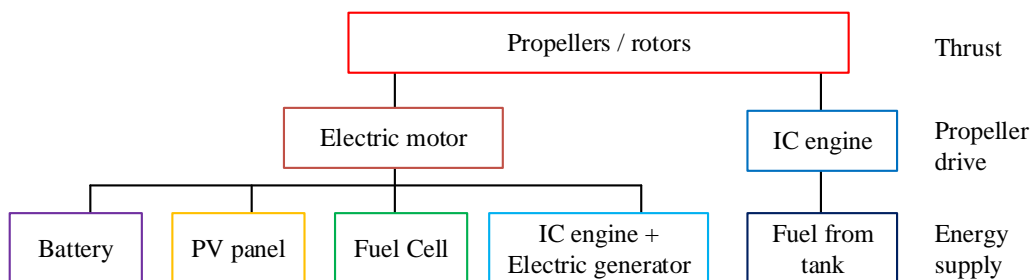 Propellers / rotors
Thrust
Electric motor
IC engine
Propeller
drive
Battery
PV panel
Fuel Cell
IC engine +
Electric generator
Fuel from
tank
Energy
supply